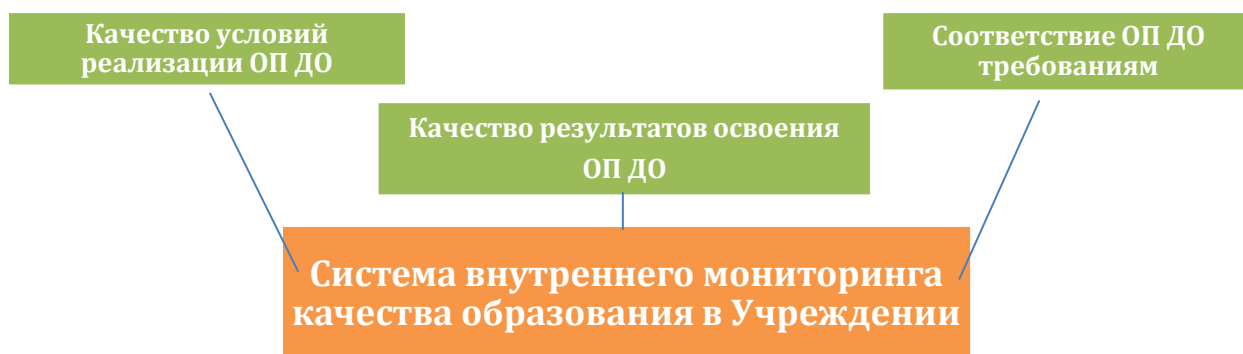 Качество условий
реализации ОП ДО
Соответствие ОП ДО
требованиям
Качество результатов освоения
ОП ДО
Система внутреннего мониторинга
качества образования в Учреждении